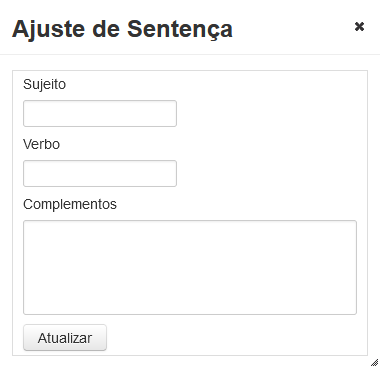 Ajuste de Sentença
Sujeito
Verbo
Complementos
Atualizar